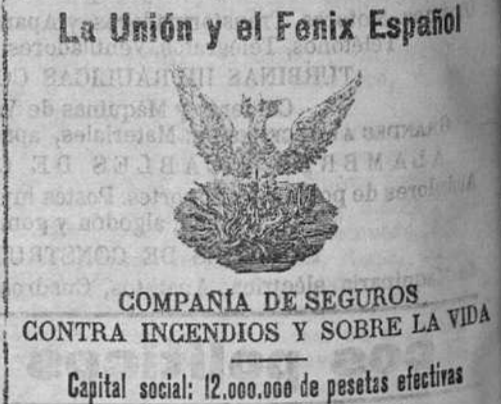 La Unión y el Fenix Español
COMPAÑÍA DE SEGUROS
CONTRA INCENDIOS Y SOBRE LA VIDA
Capital social: 12.000.000 de pesetas efectivas